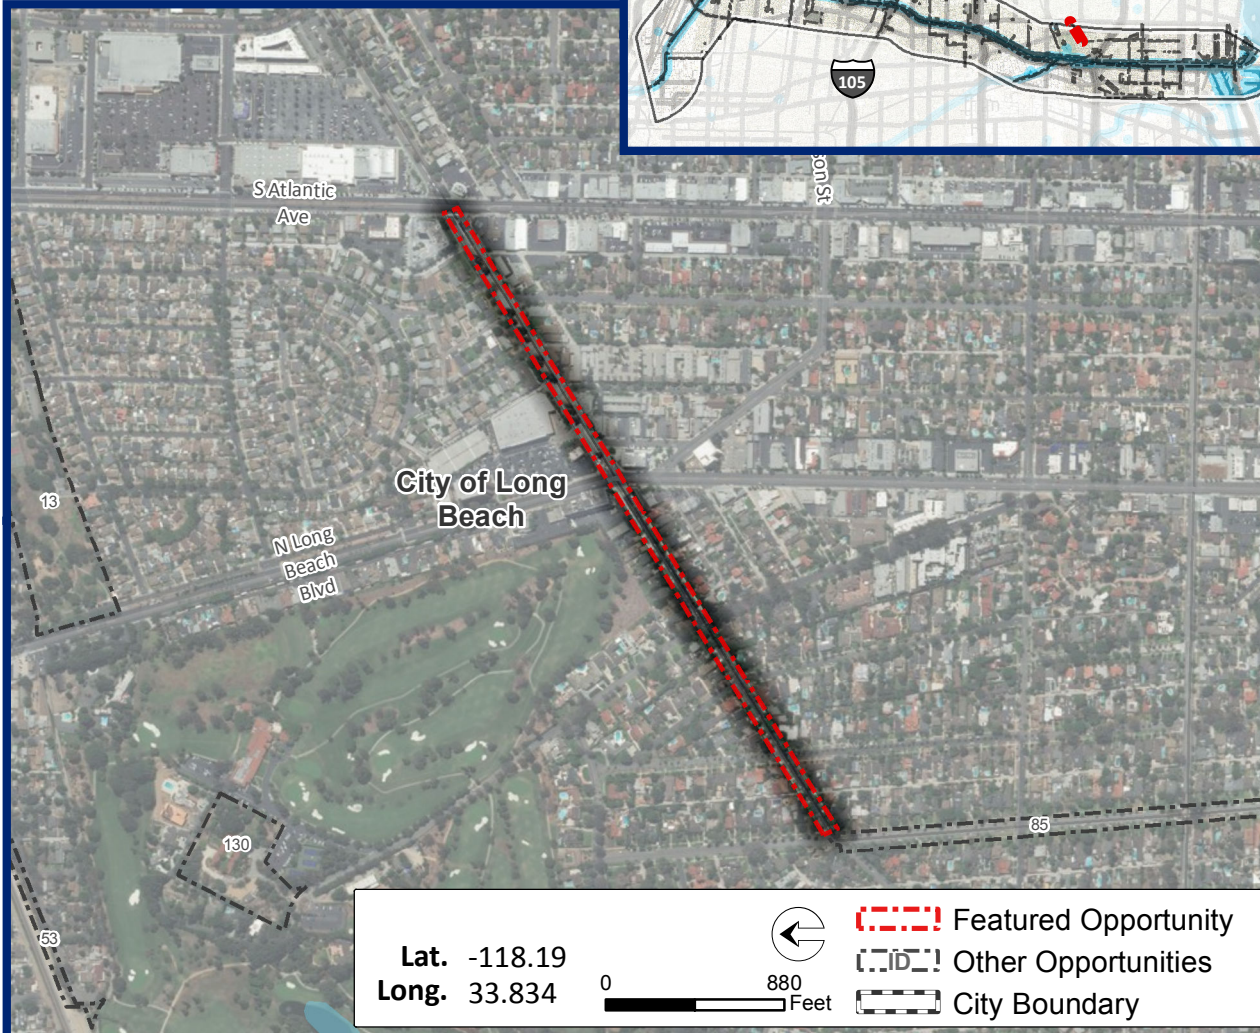 105
S Atlantic
Ave
son St
City of Long
Beach
13
N Long
Beach
Blvd
130
85
53
Lat. -118.19
Long. 33.834
0 880
Feet
Featured Opportunity
ID Other Opportunities
City Boundary